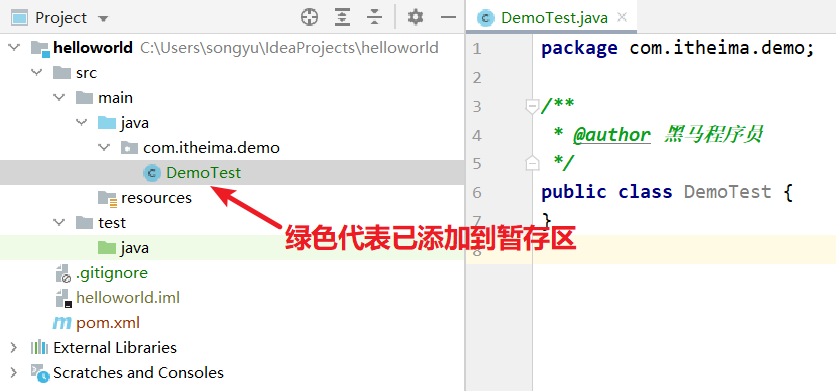 Project
helloworld C:\Users\songyu\IdeaProjects\helloworld
src
main
java
com.itheima.demo
DemoTest
resources
test
java
.gitignore
helloworld.iml
pom.xml
External Libraries
Scratches and Consoles
绿色代表已添加到暂存区
DemoTest.java
1 package com.itheima.demo;
2
3 /**
4 * @author 黑马程序员
5 */
6 public class DemoTest {
7 }
8